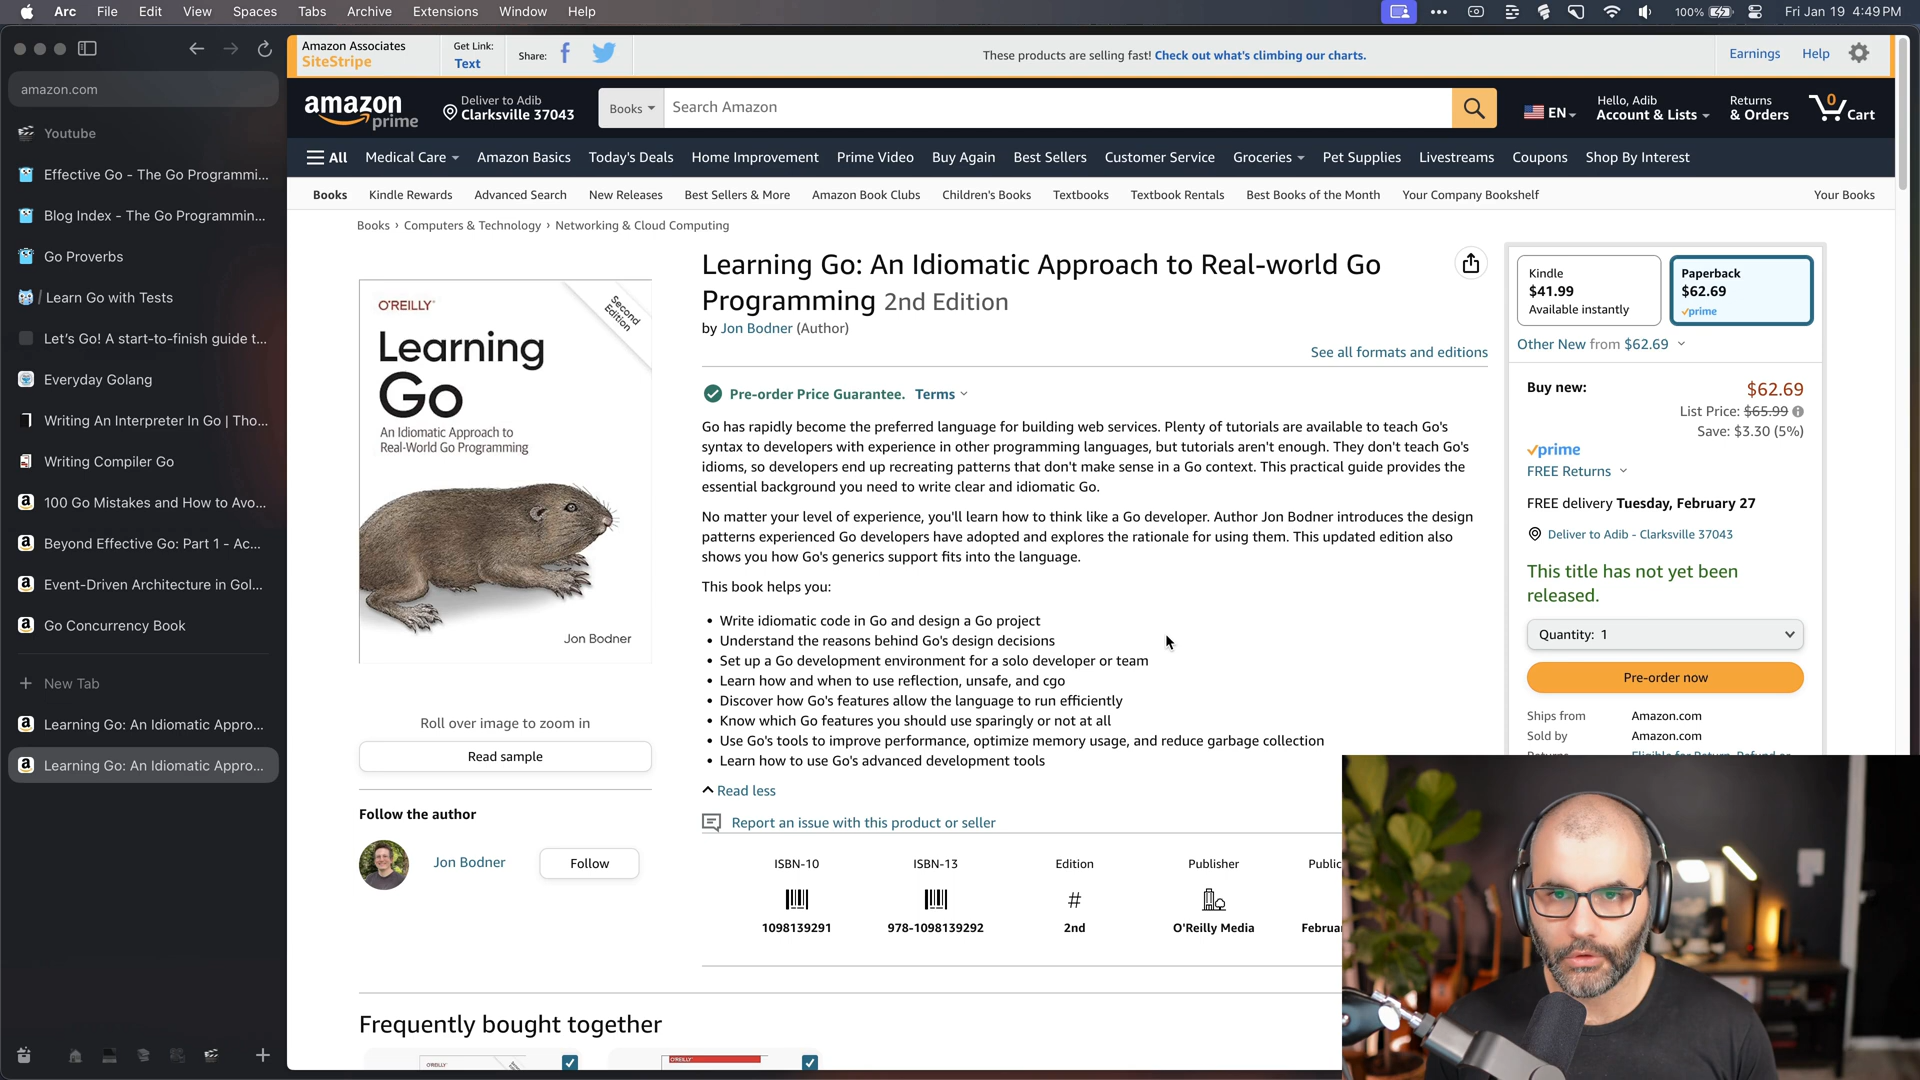 Arc File Edit View Spaces Tabs Archive Extensions Window Help
100% Fri Jan 19 4:49 PM
amazon.com
Youtube
Effective Go - The Go Programmi...
Blog Index - The Go Programmin...
Go Proverbs
/ Learn Go with Tests
Let's Go! A start-to-finish guide t...
Everyday Golang
Writing An Interpreter In Go | Tho...
Writing Compiler Go
100 Go Mistakes and How to Avo...
Beyond Effective Go: Part 1 - Ac...
Event-Driven Architecture in Gol...
Go Concurrency Book
+ New Tab
Learning Go: An Idiomatic Appro...
Learning Go: An Idiomatic Appro...
Amazon Associates
SiteStripe
Get Link:
Text
Share:
These products are selling fast! Check out what's climbing our charts.
Earnings Help
amazon prime
Deliver to Adib
Clarksville 37043
Books Search Amazon
EN
Hello, Adib
Account & Lists
Returns
& Orders
0 Cart
All Medical Care Amazon Basics Today's Deals Home Improvement Prime Video Buy Again Best Sellers Customer Service Groceries Pet Supplies Livestreams Coupons Shop By Interest
Books Kindle Rewards Advanced Search New Releases Best Sellers & More Amazon Book Clubs Children's Books Textbooks Textbook Rentals Best Books of the Month Your Company Bookshelf Your Books
Books › Computers & Technology › Networking & Cloud Computing
O'REILLY®
Second
Edition
Learning
Go
An Idiomatic Approach to
Real-World Go Programming
Jon Bodner
Roll over image to zoom in
Read sample
Follow the author
Jon Bodner Follow
Learning Go: An Idiomatic Approach to Real-world Go
Programming 2nd Edition
by Jon Bodner (Author)
See all formats and editions
Pre-order Price Guarantee. Terms
Go has rapidly become the preferred language for building web services. Plenty of tutorials are available to teach Go's
syntax to developers with experience in other programming languages, but tutorials aren't enough. They don't teach Go's
idioms, so developers end up recreating patterns that don't make sense in a Go context. This practical guide provides the
essential background you need to write clear and idiomatic Go.
No matter your level of experience, you'll learn how to think like a Go developer. Author Jon Bodner introduces the design
patterns experienced Go developers have adopted and explores the rationale for using them. This updated edition also
shows you how Go's generics support fits into the language.
This book helps you:
• Write idiomatic code in Go and design a Go project
• Understand the reasons behind Go's design decisions
• Set up a Go development environment for a solo developer or team
• Learn how and when to use reflection, unsafe, and cgo
• Discover how Go's features allow the language to run efficiently
• Know which Go features you should use sparingly or not at all
• Use Go's tools to improve performance, optimize memory usage, and reduce garbage collection
• Learn how to use Go's advanced development tools
Read less
Report an issue with this product or seller
ISBN-10 ISBN-13 Edition Publisher Public
#
1098139291 978-1098139292 2nd O'Reilly Media Februar
Frequently bought together
O'REILLY
O'REILLY
Kindle
$41.99
Available instantly
Paperback
$62.69
prime
Other New from $62.69
Buy new: $62.69
List Price: $65.99
Save: $3.30 (5%)
prime
FREE Returns
FREE delivery Tuesday, February 27
Deliver to Adib - Clarksville 37043
This title has not yet been
released.
Quantity: 1
Pre-order now
Ships from Amazon.com
Sold by Amazon.com
Returns Eligible for Return, Refund or